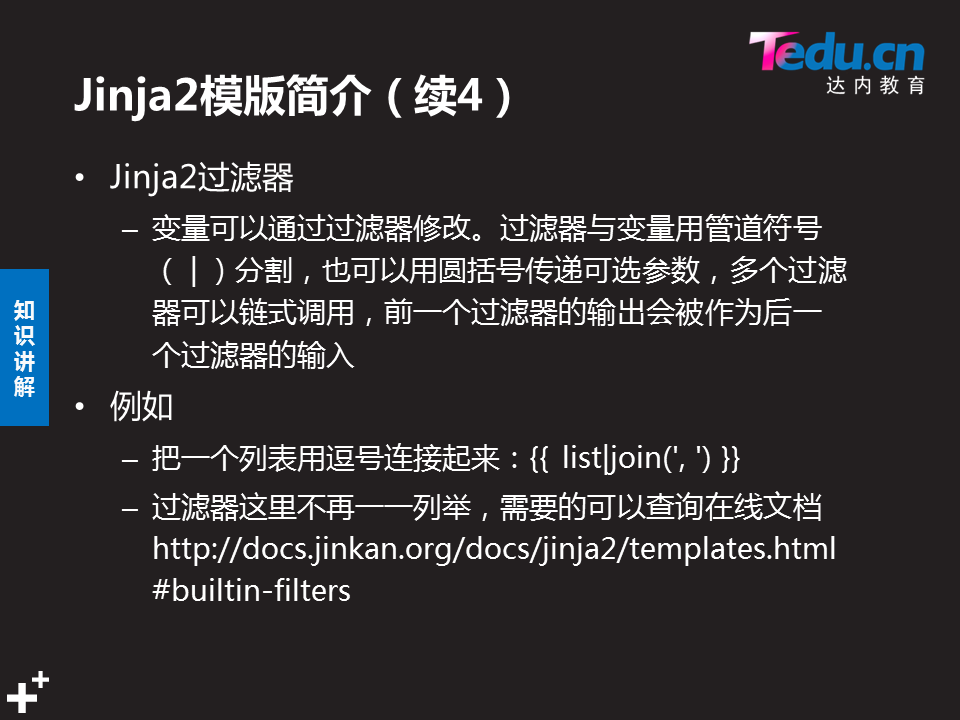 Tedu.cn
达内教育
Jinja2模版简介（续4）
• Jinja2过滤器
– 变量可以通过过滤器修改。过滤器与变量用管道符号
（ | ）分割，也可以用圆括号传递可选参数，多个过滤
器可以链式调用，前一个过滤器的输出会被作为后一
个过滤器的输入
知
识
讲
解
• 例如
– 把一个列表用逗号连接起来：{{ list|join(', ') }}
– 过滤器这里不再一一列举，需要的可以查询在线文档
http://docs.jinkan.org/docs/jinja2/templates.html
#builtin-filters